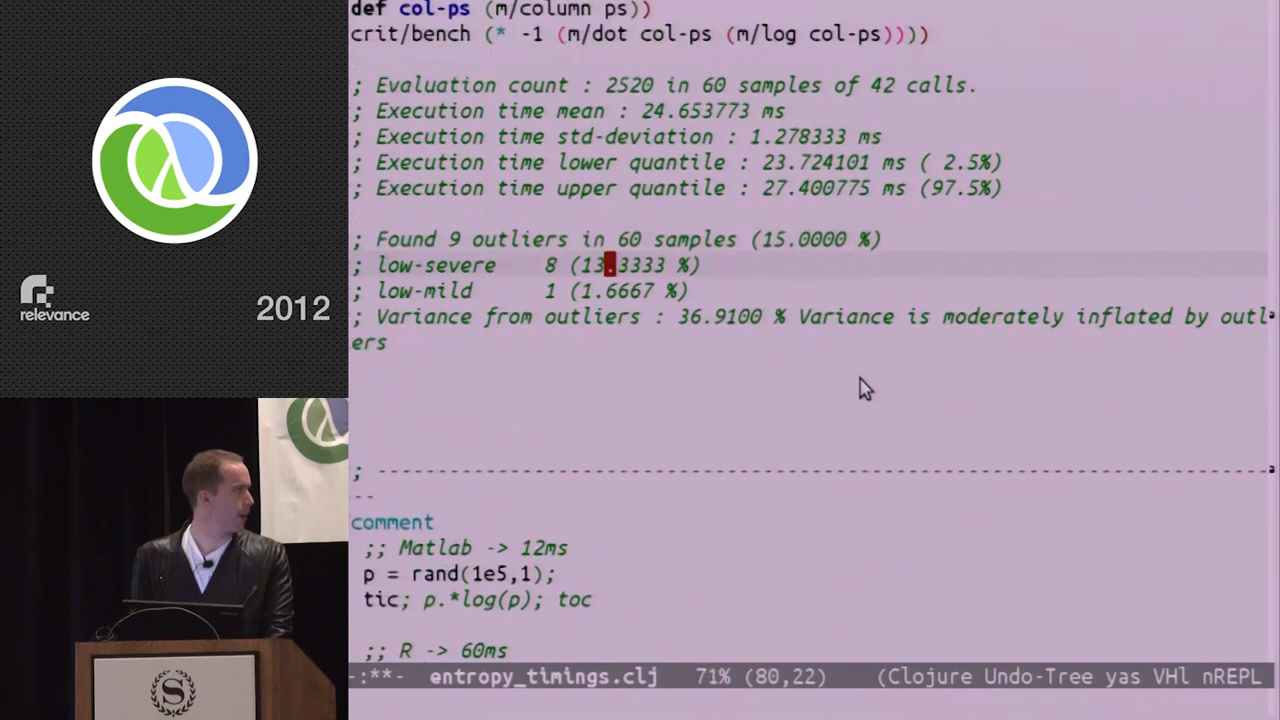 relevance
2012
def col-ps (m/column ps))
crit/bench (* -1 (m/dot col-ps (m/log col-ps))))
; Evaluation count : 2520 in 60 samples of 42 calls.
; Execution time mean : 24.653773 ms
; Execution time std-deviation : 1.278333 ms
; Execution time lower quantile : 23.724101 ms ( 2.5%)
; Execution time upper quantile : 27.400775 ms (97.5%)
; Found 9 outliers in 60 samples (15.0000 %)
; low-severe 8 (13.3333 %)
; low-mild 1 (1.6667 %)
; Variance from outliers : 36.9100 % Variance is moderately inflated by outl
ers
; --------------------------------------------------------------------------
--
comment
;; Matlab -> 12ms
p = rand(1e5,1);
tic; p.*log(p); toc
;; R -> 60ms
-:**- entropy_timings.clj 71% (80,22) (Clojure Undo-Tree yas VHl nREPL
S